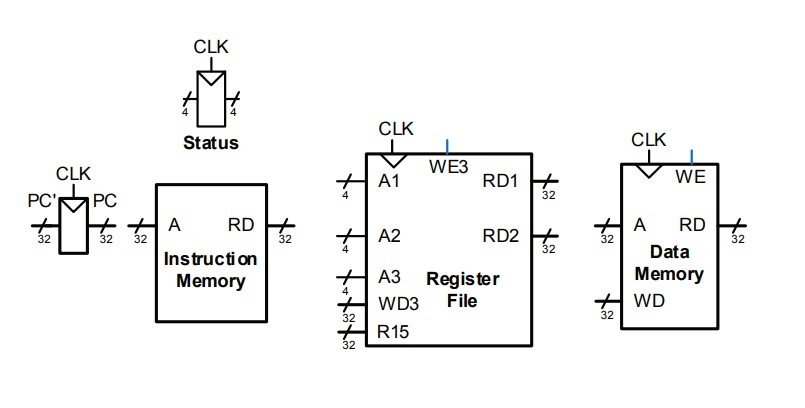 CLK
4 4
Status
CLK
PC' PC
32 32
32 A RD 32
Instruction
Memory
CLK
WE3
A1 RD1
4 32
A2 RD2
4 32
A3
4
WD3
32
R15
32
Register
File
CLK
WE
A RD
32 32
Data
Memory
WD
32